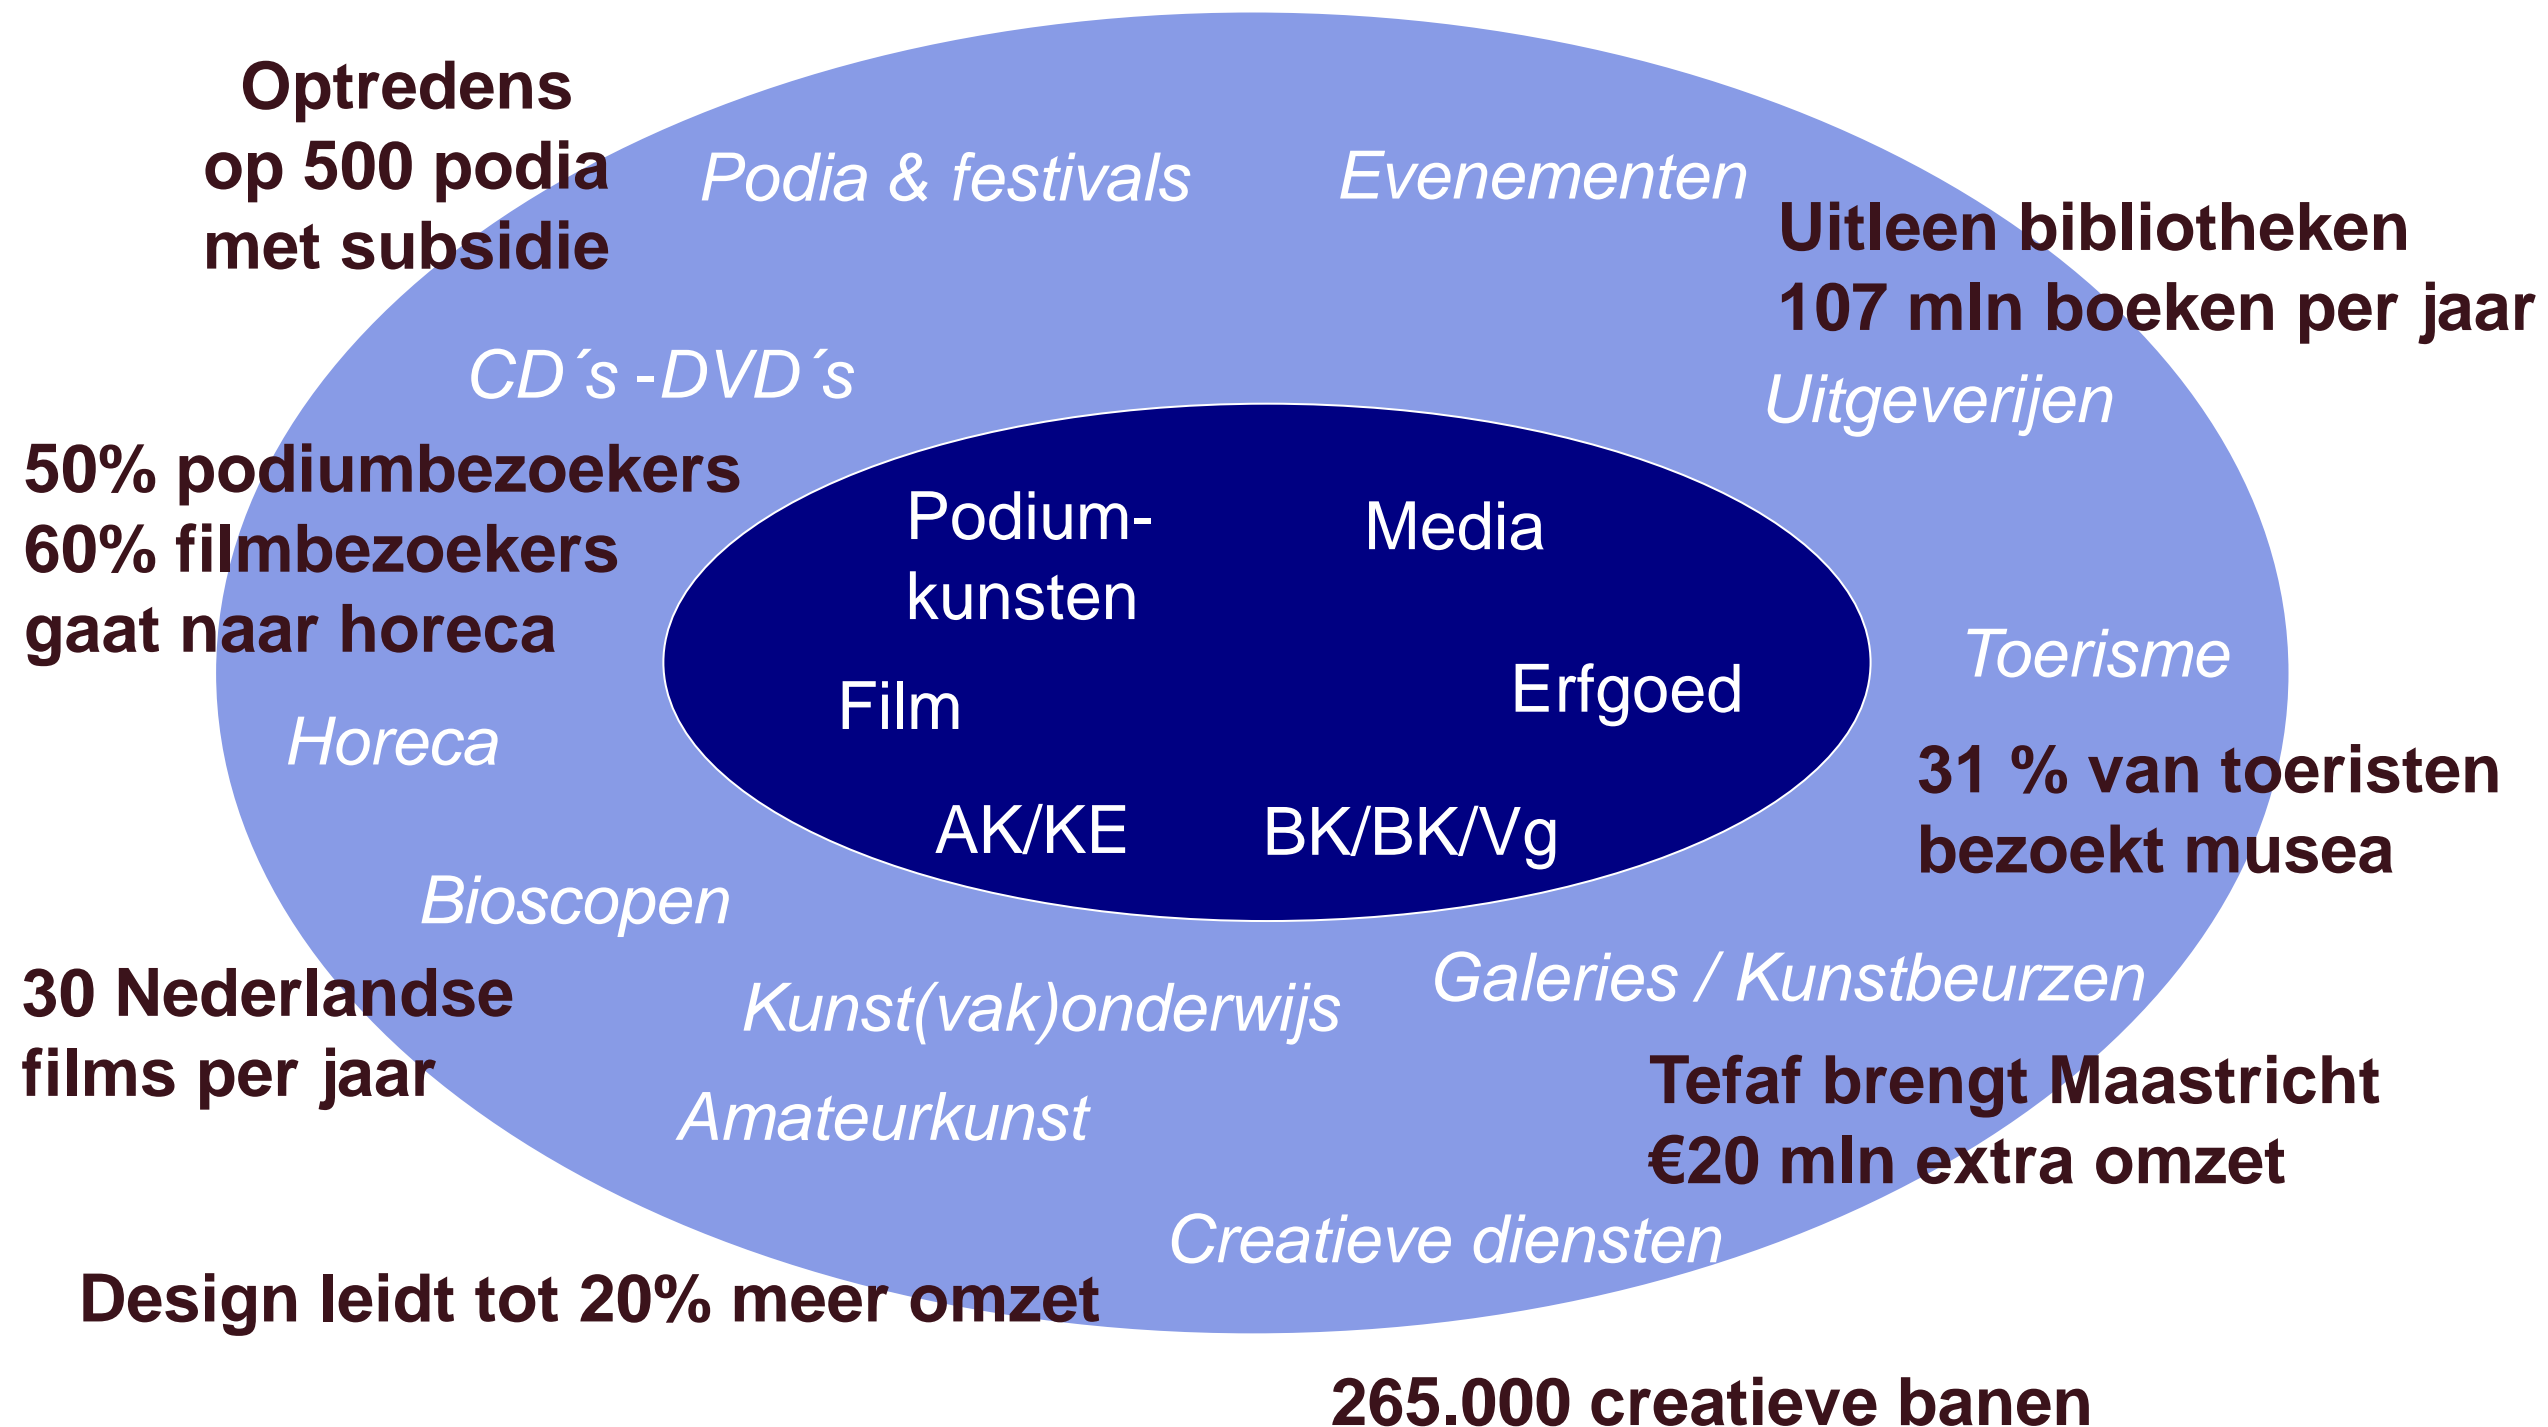 Optredens
op 500 podia
met subsidie
Podia & festivals
Evenementen
Uitleen bibliotheken
107 mln boeken per jaar
CD´s -DVD´s
Uitgeverijen
50% podiumbezoekers
60% filmbezoekers
gaat naar horeca
Podium-
kunsten
Media
Toerisme
Film
Erfgoed
Horeca
31 % van toeristen
bezoekt musea
AK/KE
BK/BK/Vg
Bioscopen
30 Nederlandse
films per jaar
Kunst(vak)onderwijs
Galeries / Kunstbeurzen
Amateurkunst
Tefaf brengt Maastricht
€20 mln extra omzet
Creatieve diensten
Design leidt tot 20% meer omzet
265.000 creatieve banen